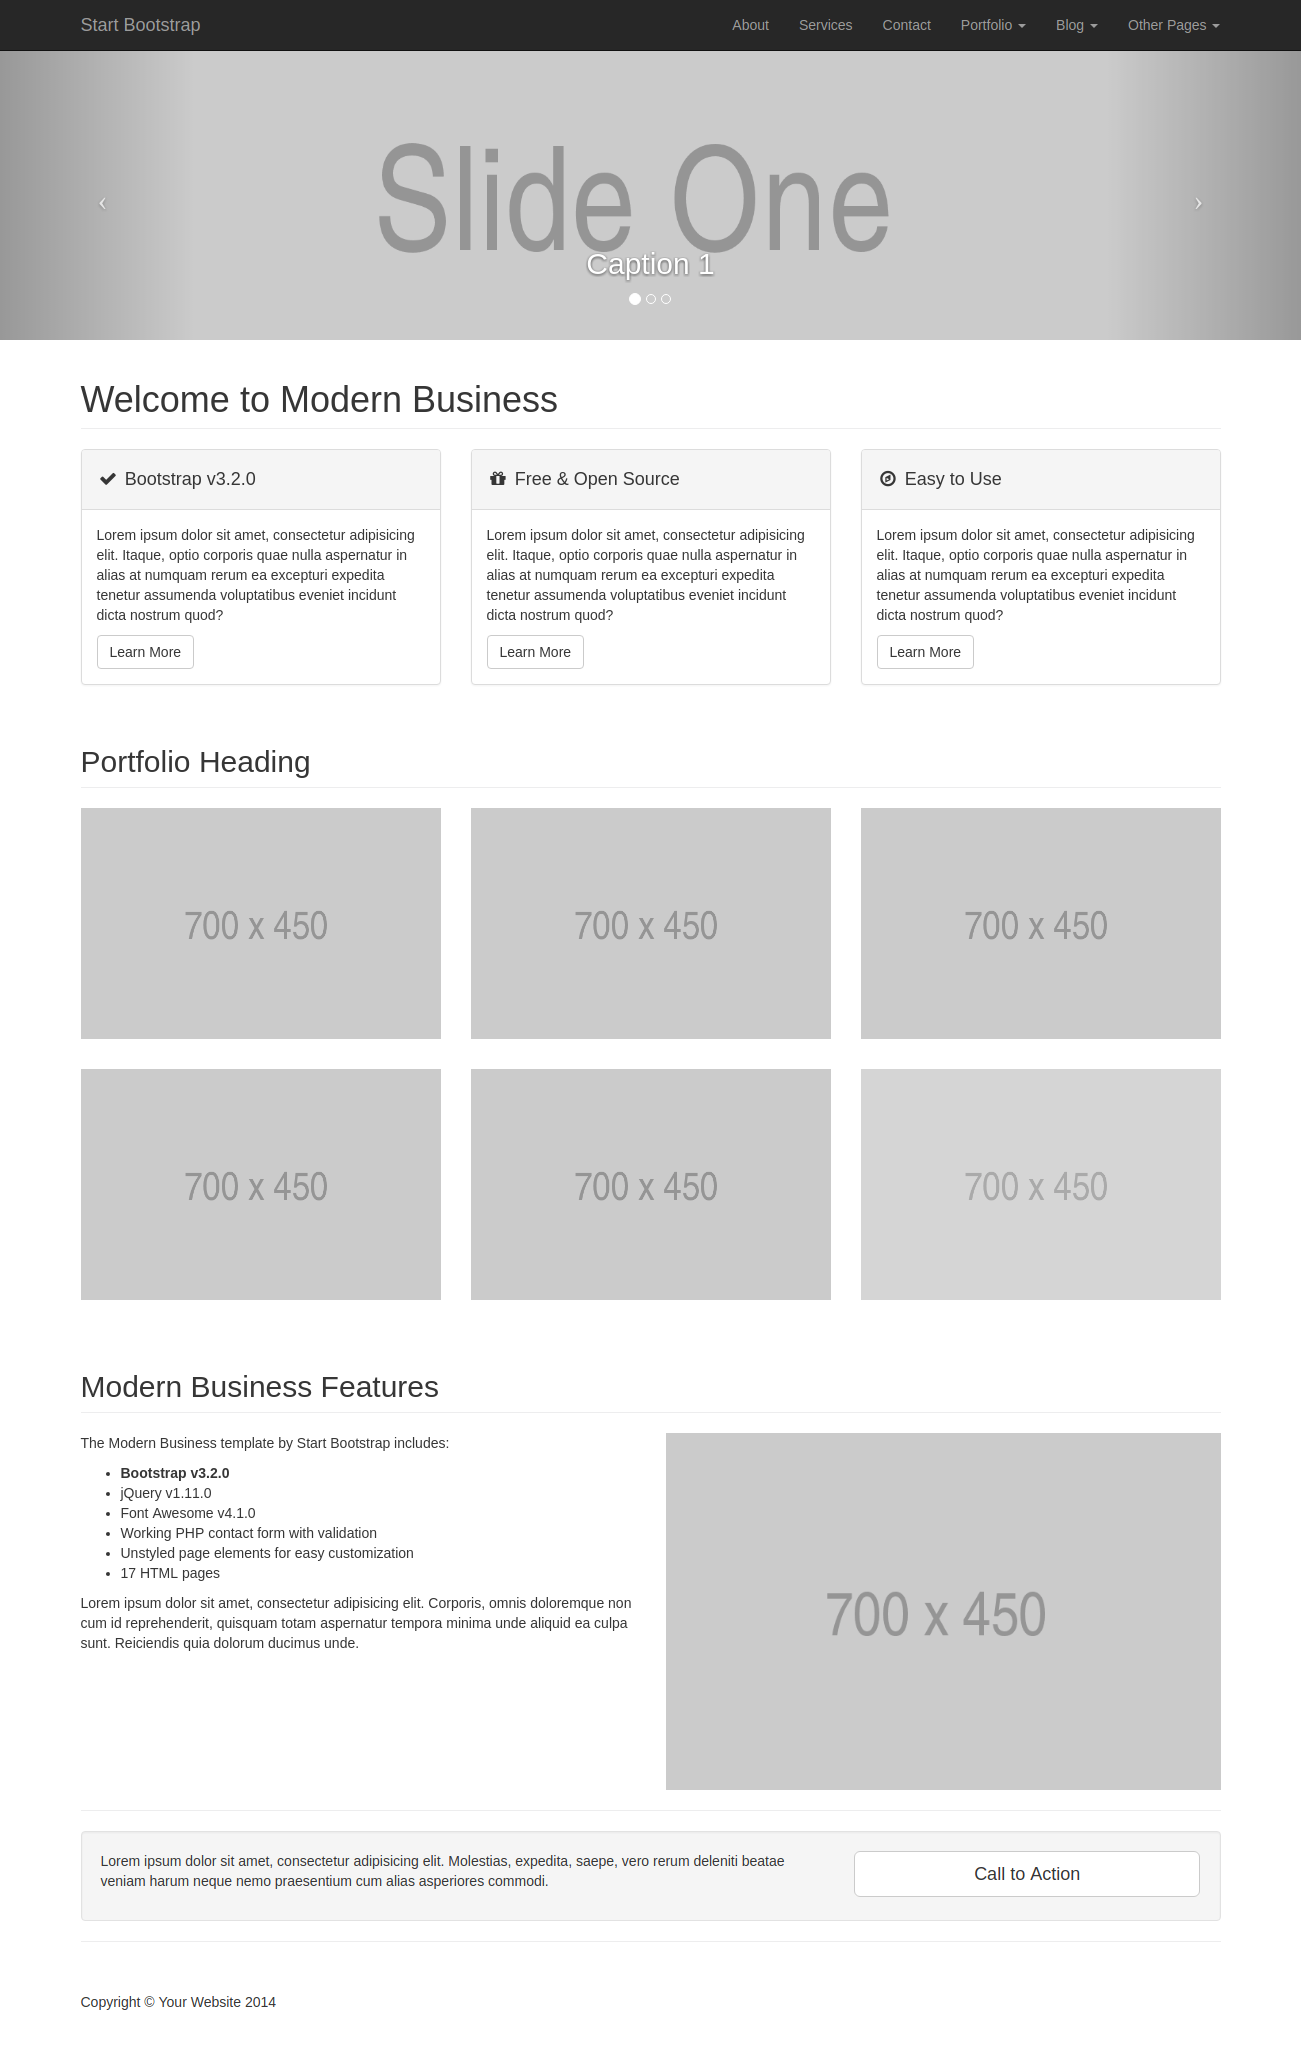 Start Bootstrap About Services Contact Portfolio Blog Other Pages
Slide One
Caption 1
Welcome to Modern Business
Bootstrap v3.2.0
Lorem ipsum dolor sit amet, consectetur adipisicing
elit. Itaque, optio corporis quae nulla aspernatur in
alias at numquam rerum ea excepturi expedita
tenetur assumenda voluptatibus eveniet incidunt
dicta nostrum quod?
Learn More
Free & Open Source
Lorem ipsum dolor sit amet, consectetur adipisicing
elit. Itaque, optio corporis quae nulla aspernatur in
alias at numquam rerum ea excepturi expedita
tenetur assumenda voluptatibus eveniet incidunt
dicta nostrum quod?
Learn More
Easy to Use
Lorem ipsum dolor sit amet, consectetur adipisicing
elit. Itaque, optio corporis quae nulla aspernatur in
alias at numquam rerum ea excepturi expedita
tenetur assumenda voluptatibus eveniet incidunt
dicta nostrum quod?
Learn More
Portfolio Heading
700 x 450
700 x 450
700 x 450
700 x 450
700 x 450
700 x 450
Modern Business Features
The Modern Business template by Start Bootstrap includes:
• Bootstrap v3.2.0
• jQuery v1.11.0
• Font Awesome v4.1.0
• Working PHP contact form with validation
• Unstyled page elements for easy customization
• 17 HTML pages
Lorem ipsum dolor sit amet, consectetur adipisicing elit. Corporis, omnis doloremque non
cum id reprehenderit, quisquam totam aspernatur tempora minima unde aliquid ea culpa
sunt. Reiciendis quia dolorum ducimus unde.
700 x 450
Lorem ipsum dolor sit amet, consectetur adipisicing elit. Molestias, expedita, saepe, vero rerum deleniti beatae
veniam harum neque nemo praesentium cum alias asperiores commodi.
Call to Action
Copyright © Your Website 2014